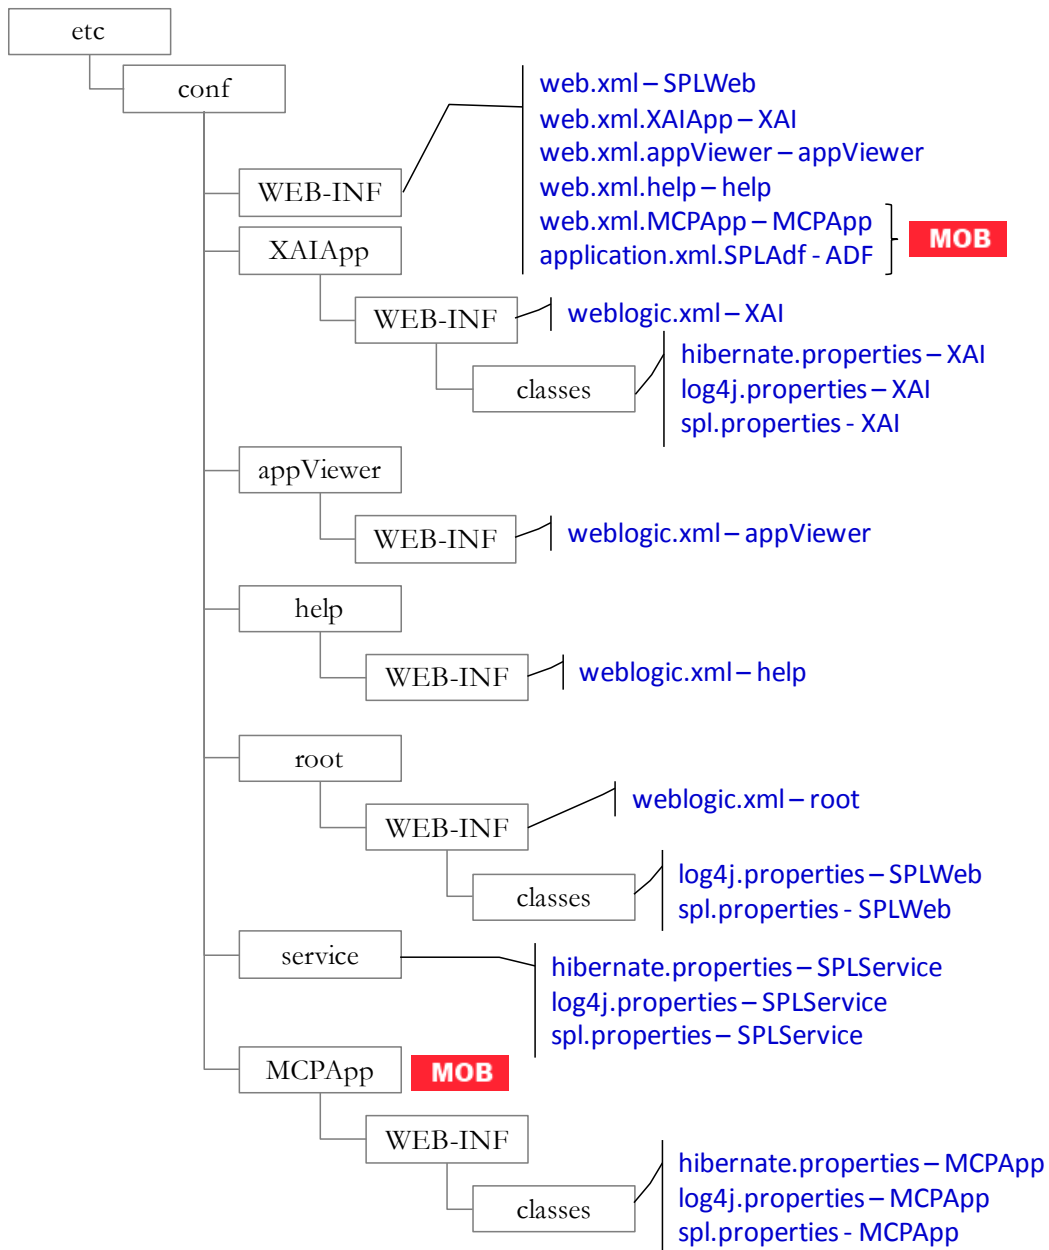 etc
conf
WEB-INF
web.xml – SPLWeb
web.xml.XAIApp – XAI
web.xml.appViewer – appViewer
web.xml.help – help
web.xml.MCPApp – MCPApp
application.xml.SPLAdf - ADF
MOB
XAIApp
WEB-INF
weblogic.xml – XAI
classes
hibernate.properties – XAI
log4j.properties – XAI
spl.properties - XAI
appViewer
WEB-INF
weblogic.xml – appViewer
help
WEB-INF
weblogic.xml – help
root
WEB-INF
weblogic.xml – root
classes
log4j.properties – SPLWeb
spl.properties - SPLWeb
service
hibernate.properties – SPLService
log4j.properties – SPLService
spl.properties – SPLService
MCPApp
MOB
WEB-INF
classes
hibernate.properties – MCPApp
log4j.properties – MCPApp
spl.properties - MCPApp